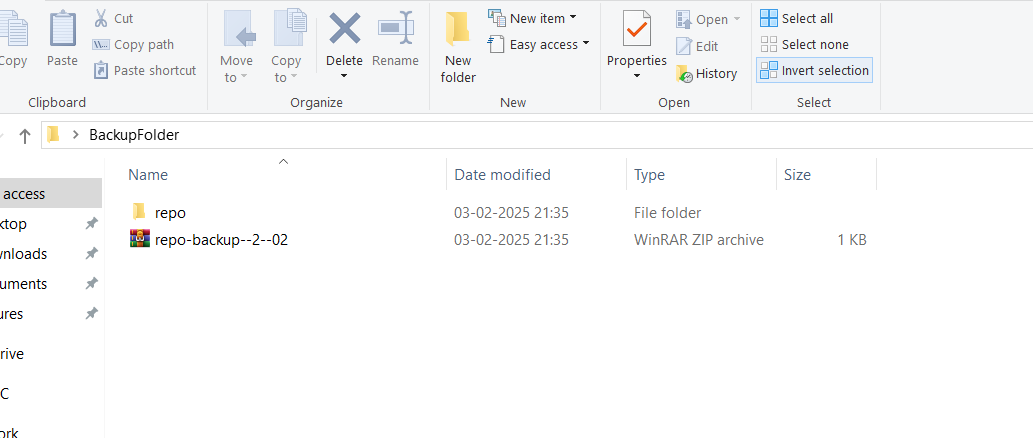 Cut
Copy path
Paste shortcut
Copy
Paste
Clipboard
Move to
Copy to
Delete
Rename
Organize
New folder
New item
Easy access
New
Properties
Open
Edit
History
Open
Select all
Select none
Invert selection
Select
BackupFolder
Name Date modified Type Size
access
repo 03-02-2025 21:35 File folder
ktop
repo-backup--2--02 03-02-2025 21:35 WinRAR ZIP archive 1 KB
wnloads
uments
ures
rive
C
ork